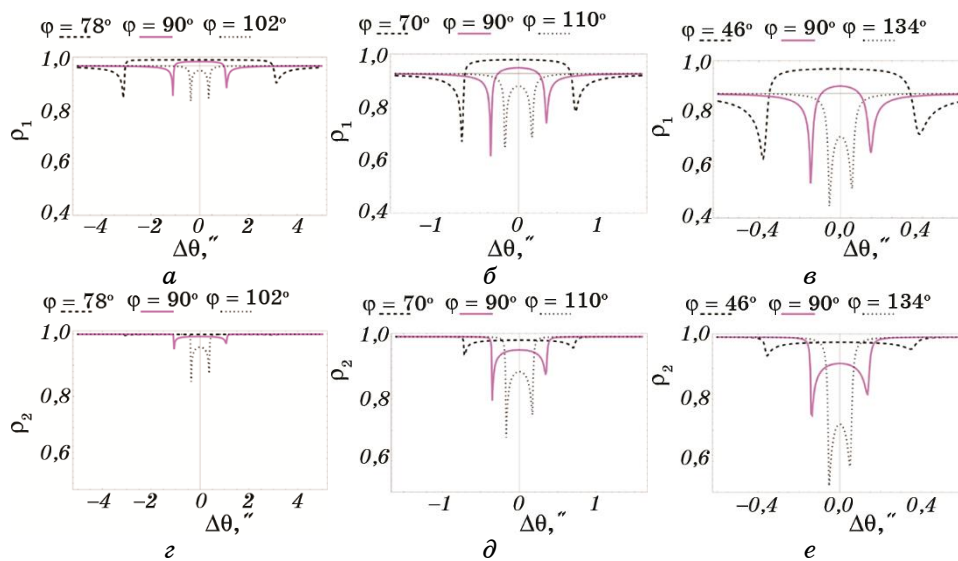 φ = 78° φ = 90° φ = 102°
1,0
0,8
0,6
0,4
ρ1
−4 −2 0 2 4
Δθ,″
а
φ = 70° φ = 90° φ = 110°
1,0
0,8
0,6
0,4
ρ1
−1 0 1
Δθ,″
б
φ = 46° φ = 90° φ = 134°
1,0
0,8
0,6
0,4
ρ1
−0,4 0,0 0,4
Δθ,″
в
φ = 78° φ = 90° φ = 102°
1,0
0,8
0,6
ρ2
−4 −2 0 2 4
Δθ,″
г
φ = 70° φ = 90° φ = 110°
1,0
0,8
0,6
ρ2
−1 0 1
Δθ,″
д
φ = 46° φ = 90° φ = 134°
1,0
0,8
0,6
ρ2
−0,4 0,0 0,4
Δθ,″
е